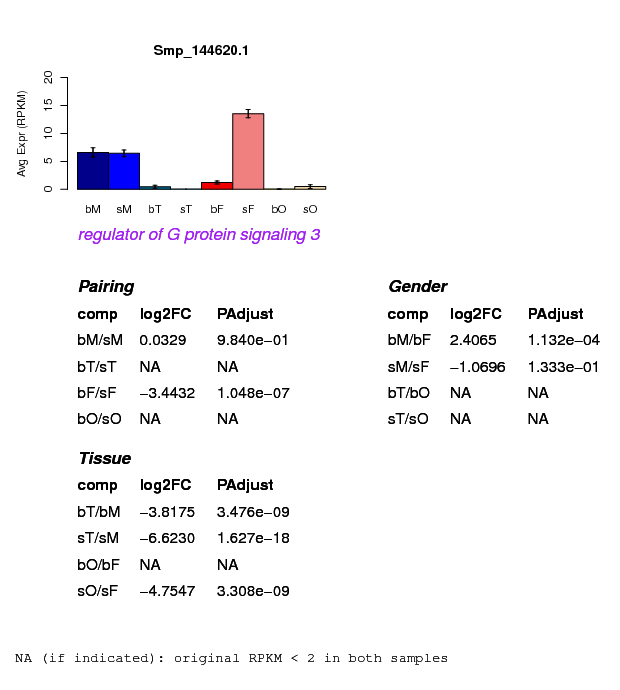 Smp_144620.1
Avg Expr (RPKM)
20
15
10
5
0
bM sM bT sT bF sF bO sO
regulator of G protein signaling 3
Pairing
comp log2FC PAdjust
bM/sM 0.0329 9.840e−01
bT/sT NA NA
bF/sF −3.4432 1.048e−07
bO/sO NA NA
Gender
comp log2FC PAdjust
bM/bF 2.4065 1.132e−04
sM/sF −1.0696 1.333e−01
bT/bO NA NA
sT/sO NA NA
Tissue
comp log2FC PAdjust
bT/bM −3.8175 3.476e−09
sT/sM −6.6230 1.627e−18
bO/bF NA NA
sO/sF −4.7547 3.308e−09
NA (if indicated): original RPKM < 2 in both samples